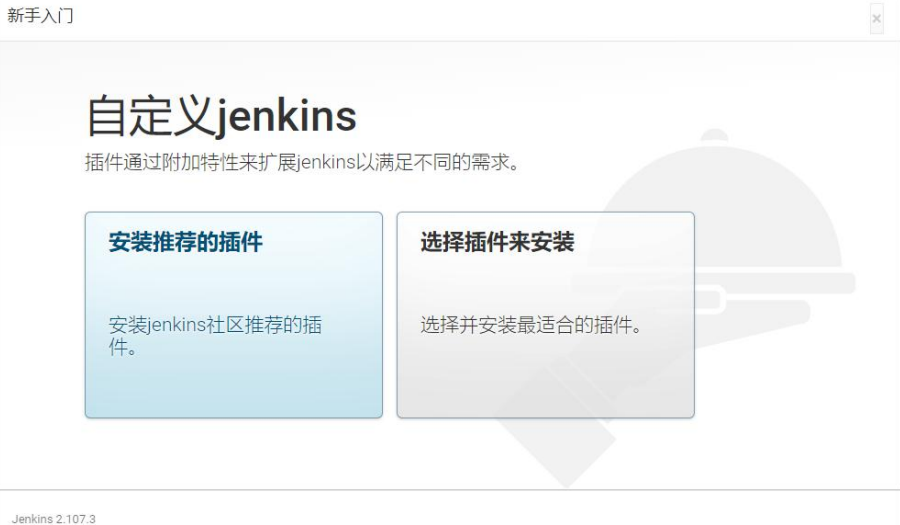 新手入门
×
自定义jenkins
插件通过附加特性来扩展jenkins以满足不同的需求。
安装推荐的插件
安装jenkins社区推荐的插
件。
选择插件来安装
选择并安装最适合的插件。
Jenkins 2.107.3